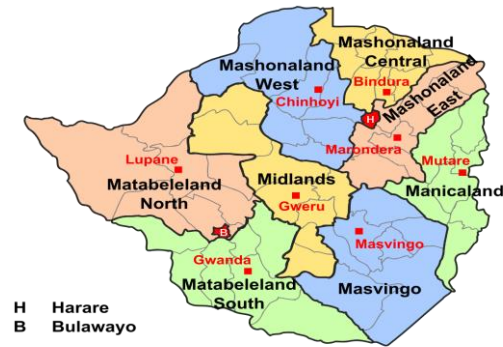 Mashonaland
Central
Bindura
Mashonaland
West
Chinhoyi
Mashonaland
East
H
Marondera
Mutare
Manicaland
Lupane
Matabeleland
North
Midlands
Gweru
B
Masvingo
Gwanda
Matabeleland
South
Masvingo
H Harare
B Bulawayo